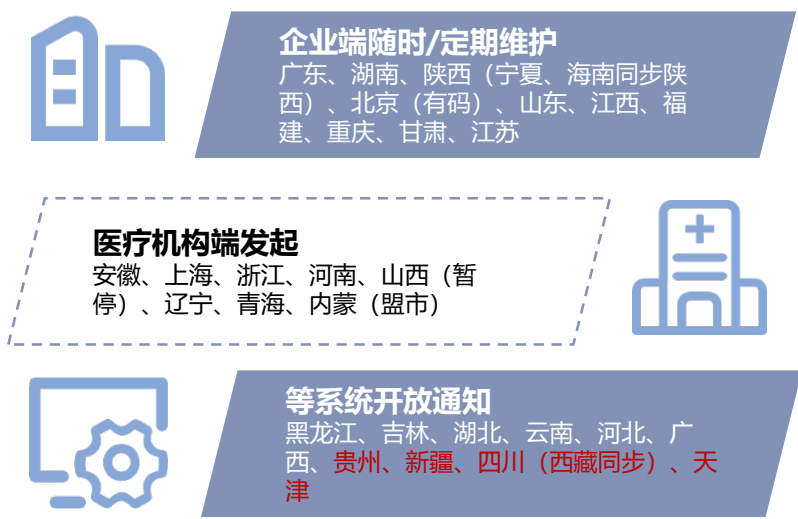 企业端随时/定期维护
广东、湖南、陕西（宁夏、海南同步陕
西）、北京（有码）、山东、江西、福
建、重庆、甘肃、江苏
医疗机构端发起
安徽、上海、浙江、河南、山西（暂
停）、辽宁、青海、内蒙（盟市）
等系统开放通知
黑龙江、吉林、湖北、云南、河北、广
西、贵州、新疆、四川（西藏同步）、天
津